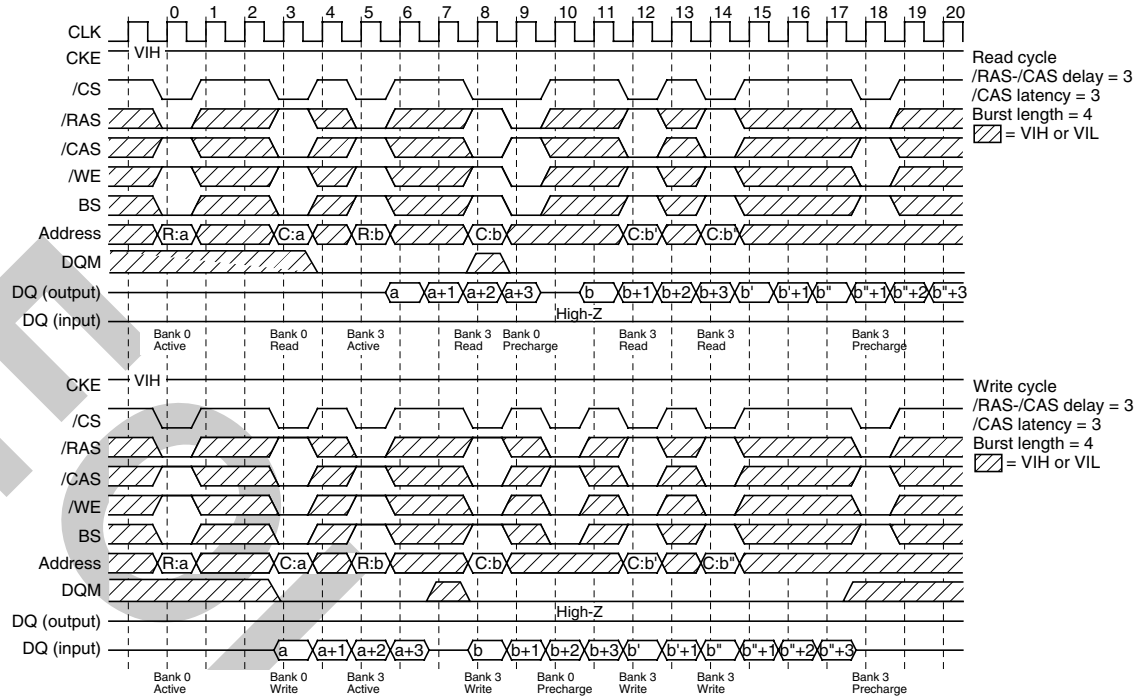 0 1 2 3 4 5 6 7 8 9 10 11 12 13 14 15 16 17 18 19 20
CLK
CKE VIH
/CS
/RAS
/CAS
/WE
BS
Address R:a C:a R:b C:b C:b' C:b"
DQM
DQ (output) a a+1 a+2 a+3 b b+1 b+2 b+3 b' b'+1 b" b"+1 b"+2 b"+3
DQ (input) High-Z
Bank 0 Active
Bank 0 Read
Bank 3 Active
Bank 3 Read
Bank 0 Precharge
Bank 3 Read
Bank 3 Read
Bank 3 Precharge
Read cycle
/RAS-/CAS delay = 3
/CAS latency = 3
Burst length = 4
= VIH or VIL
CKE VIH
/CS
/RAS
/CAS
/WE
BS
Address R:a C:a R:b C:b C:b' C:b"
DQM
DQ (output) High-Z
DQ (input) a a+1 a+2 a+3 b b+1 b+2 b+3 b' b'+1 b" b"+1 b"+2 b"+3
Bank 0 Active
Bank 0 Write
Bank 3 Active
Bank 3 Write
Bank 0 Precharge
Bank 3 Write
Bank 3 Write
Bank 3 Precharge
Write cycle
/RAS-/CAS delay = 3
/CAS latency = 3
Burst length = 4
= VIH or VIL